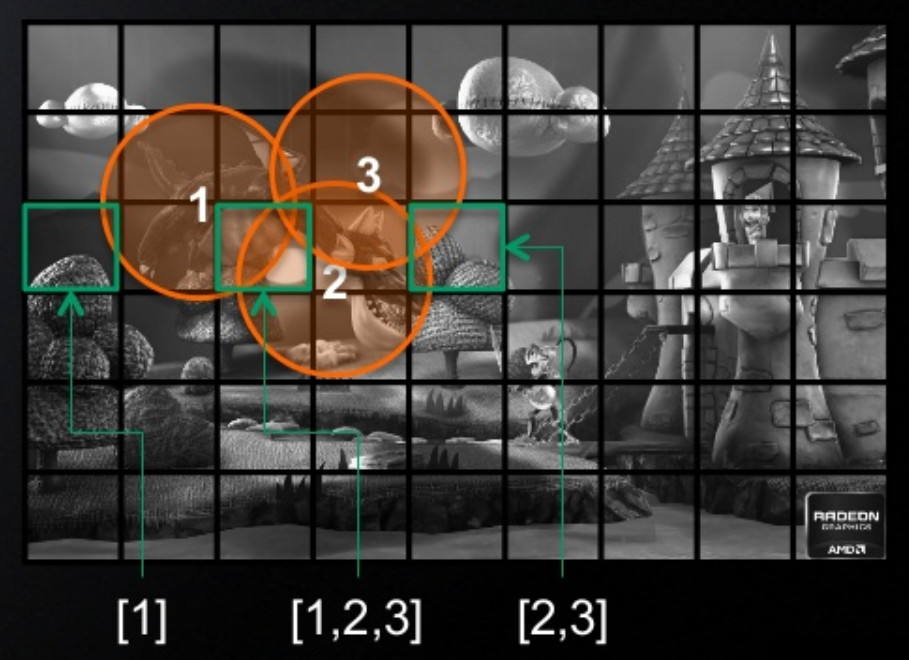 1
3
2
RADEON
GRAPHICS
AMD
[1]
[1,2,3]
[2,3]